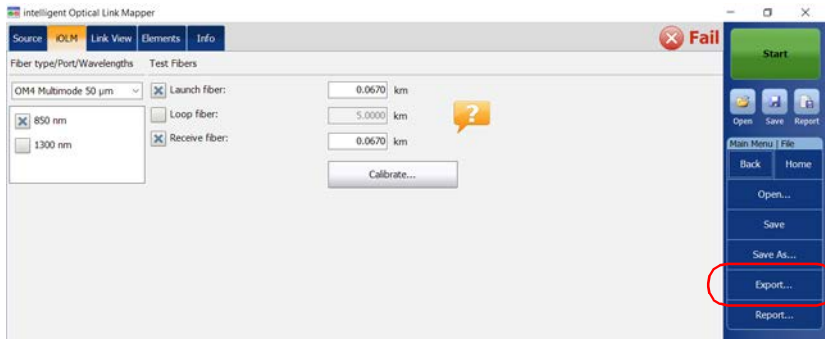 intelligent Optical Link Mapper
Source iOLM Link View Elements Info
Fail
Start
Fiber type/Port/Wavelengths Test Fibers
OM4 Multimode 50 µm
Launch fiber: 0.0670 km
850 nm
Loop fiber: 5.0000 km
?
1300 nm
Receive fiber: 0.0670 km
Calibrate...
Open Save Report
Main Menu | File
Back Home
Open...
Save
Save As...
Export...
Report...